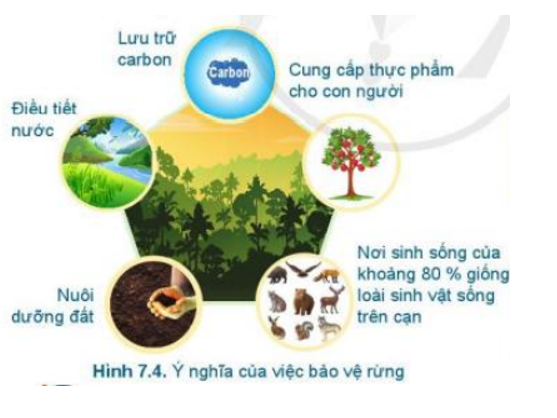 Lưu trữ
carbon
Carbon
Cung cấp thực phẩm
cho con người
Điều tiết
nước
Nơi sinh sống của
khoảng 80 % giống
loài sinh vật sống
trên cạn
Nuôi
dưỡng đất
Hình 7.4. Ý nghĩa của việc bảo vệ rừng